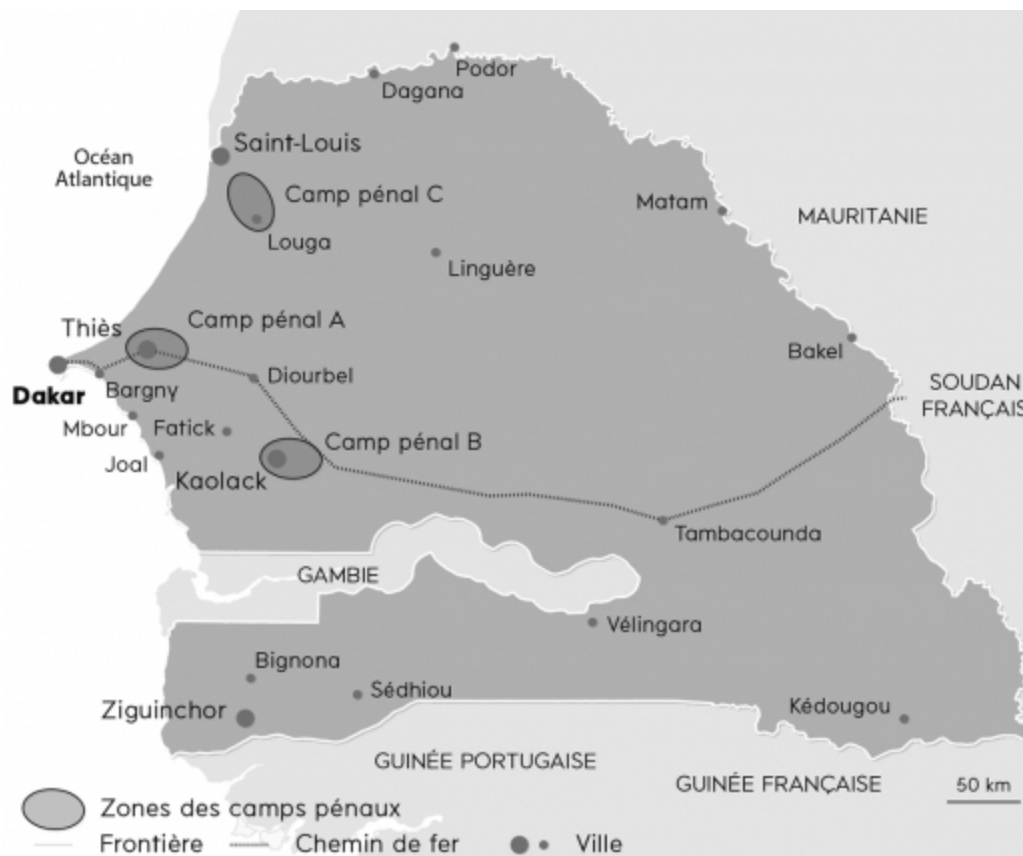 Podor
Dagana
Saint-Louis
Océan
Atlantique
Camp pénal C
Matam
MAURITANIE
Louga
Linguère
Camp pénal A
Thiès
Bakel
Diourbel
SOUDAN
FRANÇAIS
Dakar
Bargny
Mbour
Fatick
Camp pénal B
Joal
Kaolack
Tambacounda
GAMBIE
Vélingara
Bignona
Sédhiou
Ziguinchor
Kédougou
GUINÉE PORTUGAISE
GUINÉE FRANÇAISE
50 km
Zones des camps pénaux
Frontière
Chemin de fer
Ville